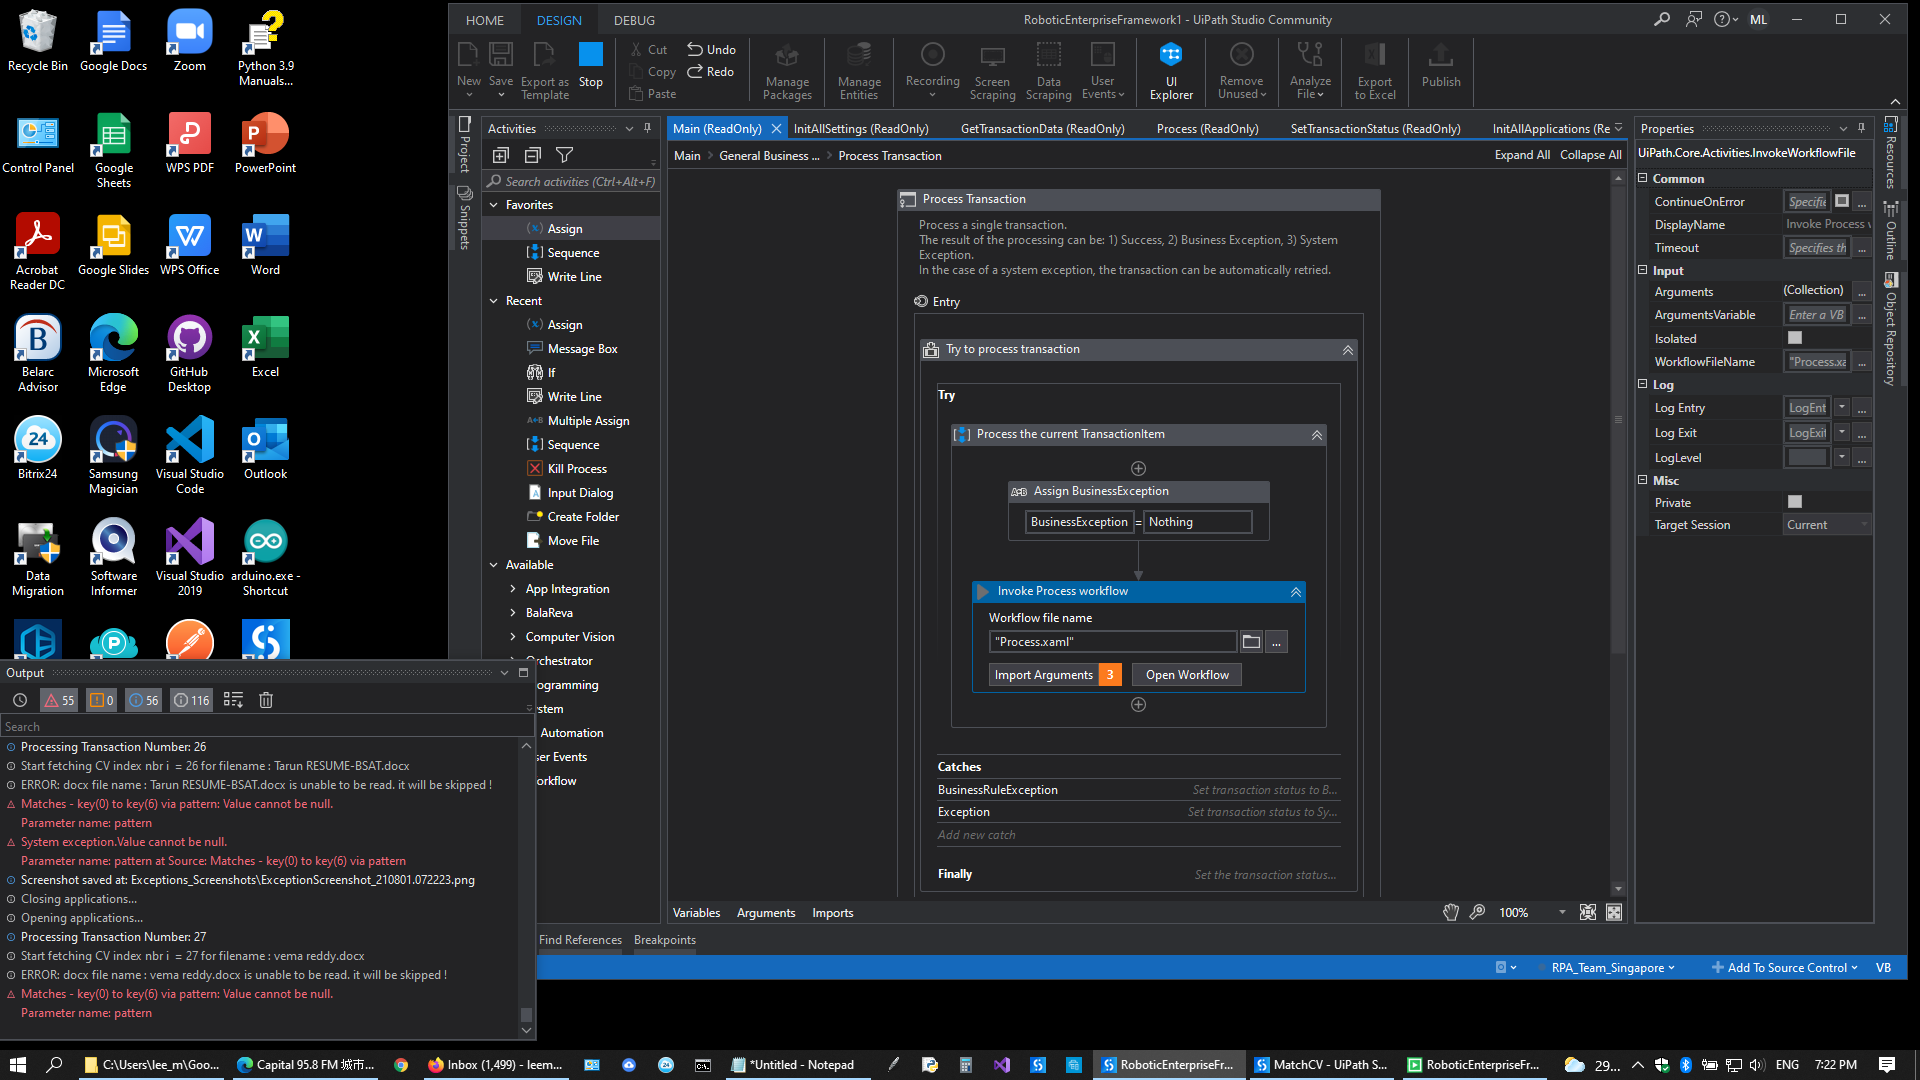 Recycle Bin
Google Docs
Zoom
Python 3.9
Manuals...
Control Panel
Google
Sheets
WPS PDF
PowerPoint
Acrobat
Reader DC
Google Slides
WPS Office
Word
Belarc
Advisor
Microsoft
Edge
GitHub
Desktop
Excel
24
Bitrix24
Samsung
Magician
Visual Studio
Code
Outlook
Data
Migration
Software
Informer
Visual Studio
2019
arduino.exe -
Shortcut
HOME
DESIGN
DEBUG
RoboticEnterpriseFramework1 - UiPath Studio Community
ML
New
Save
Export as
Template
Stop
Cut
Copy
Paste
Undo
Redo
Manage
Packages
Manage
Entities
Recording
Screen
Scraping
Data
Scraping
User
Events
UI
Explorer
Remove
Unused
Analyze
File
Export
to Excel
Publish
Project
Snippets
Activities
Search activities (Ctrl+Alt+F)
Favorites
Assign
Sequence
Write Line
Recent
Assign
Message Box
If
Write Line
Multiple Assign
Sequence
Kill Process
Input Dialog
Create Folder
Move File
Available
App Integration
BalaReva
Computer Vision
Orchestrator
rogramming
stem
Automation
ser Events
orkflow
Main (ReadOnly)
InitAllSettings (ReadOnly)
GetTransactionData (ReadOnly)
Process (ReadOnly)
SetTransactionStatus (ReadOnly)
InitAllApplications (Re
Main > General Business ... > Process Transaction
Expand All
Collapse All
Process Transaction
Process a single transaction.
The result of the processing can be: 1) Success, 2) Business Exception, 3) System
Exception.
In the case of a system exception, the transaction can be automatically retried.
Entry
Try to process transaction
Try
Process the current TransactionItem
A+B Assign BusinessException
BusinessException = Nothing
Invoke Process workflow
Workflow file name
"Process.xaml"
...
Import Arguments 3
Open Workflow
Catches
BusinessRuleException
Set transaction status to B...
Exception
Set transaction status to Sy...
Add new catch
Finally
Set the transaction status...
Variables
Arguments
Imports
100%
Find References
Breakpoints
RPA_Team_Singapore
Add To Source Control
VB
Properties
UiPath.Core.Activities.InvokeWorkflowFile
Common
ContinueOnError
Specifie
...
DisplayName
Invoke Process v
Timeout
Specifies th
...
Input
Arguments
(Collection)
...
ArgumentsVariable
Enter a VB
...
Isolated
WorkflowFileName
"Process.xa
...
Log
Log Entry
LogEnt
...
Log Exit
LogExit
...
LogLevel
...
Misc
Private
Target Session
Current
Resources
Outline
Object Repository
Output
55
0
56
116
Search
Processing Transaction Number: 26
Start fetching CV index nbr i = 26 for filename : Tarun RESUME-BSAT.docx
ERROR: docx file name : Tarun RESUME-BSAT.docx is unable to be read. it will be skipped !
Matches - key(0) to key(6) via pattern: Value cannot be null.
Parameter name: pattern
System exception.Value cannot be null.
Parameter name: pattern at Source: Matches - key(0) to key(6) via pattern
Screenshot saved at: Exceptions_Screenshots\ExceptionScreenshot_210801.072223.png
Closing applications...
Opening applications...
Processing Transaction Number: 27
Start fetching CV index nbr i = 27 for filename : vema reddy.docx
ERROR: docx file name : vema reddy.docx is unable to be read. it will be skipped !
Matches - key(0) to key(6) via pattern: Value cannot be null.
Parameter name: pattern
C:\Users\lee_m\Goo...
Capital 95.8 FM 城市...
Inbox (1,499) - leem...
*Untitled - Notepad
RoboticEnterpriseFr...
MatchCV - UiPath S...
RoboticEnterpriseFr...
29...
ENG
7:22 PM